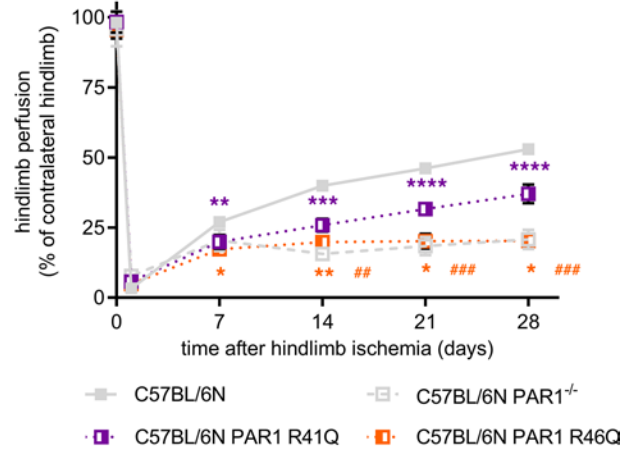 hindlimb perfusion
(% of contralateral hindlimb)
100
75
50
25
0
** *** **** ****
* ** ## * ### * ###
0 7 14 21 28
time after hindlimb ischemia (days)
C57BL/6N C57BL/6N PAR1-/-
C57BL/6N PAR1 R41Q C57BL/6N PAR1 R46Q